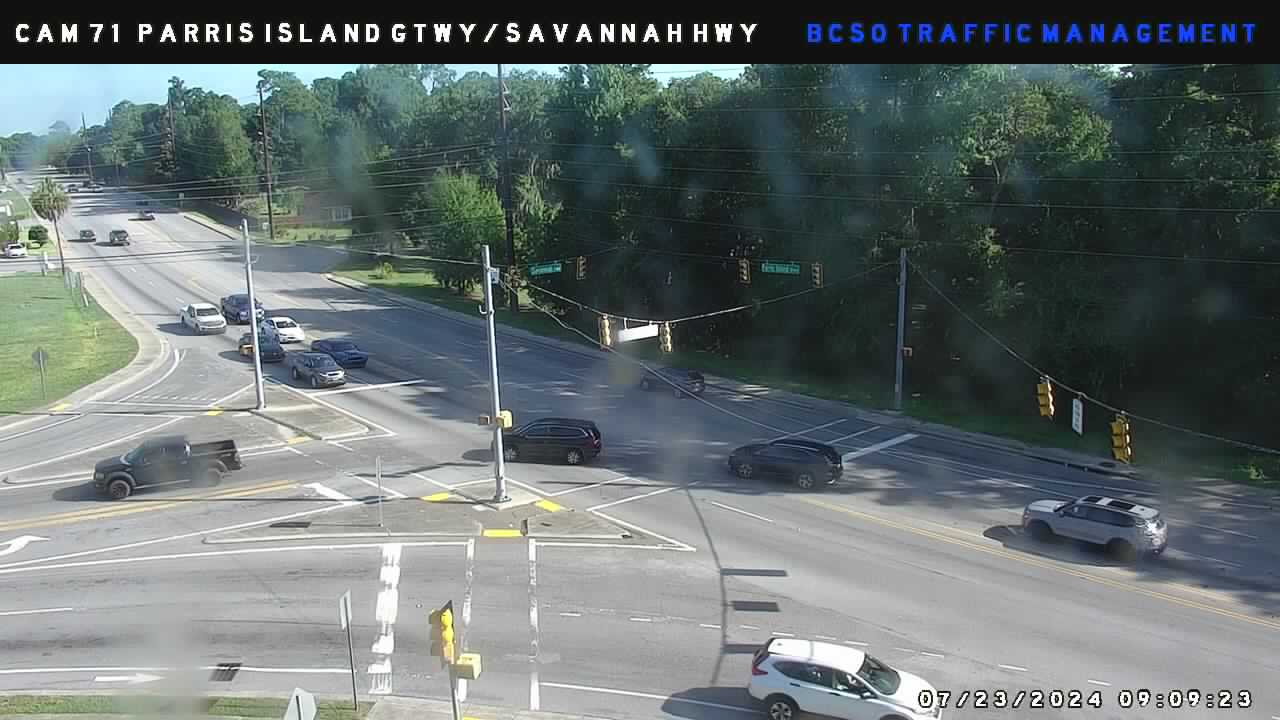 CAM 71 PARRIS ISLAND GTWY/SAVANNAH HWY BCSO TRAFFIC MANAGEMENT
07/23/2024 09:09:23